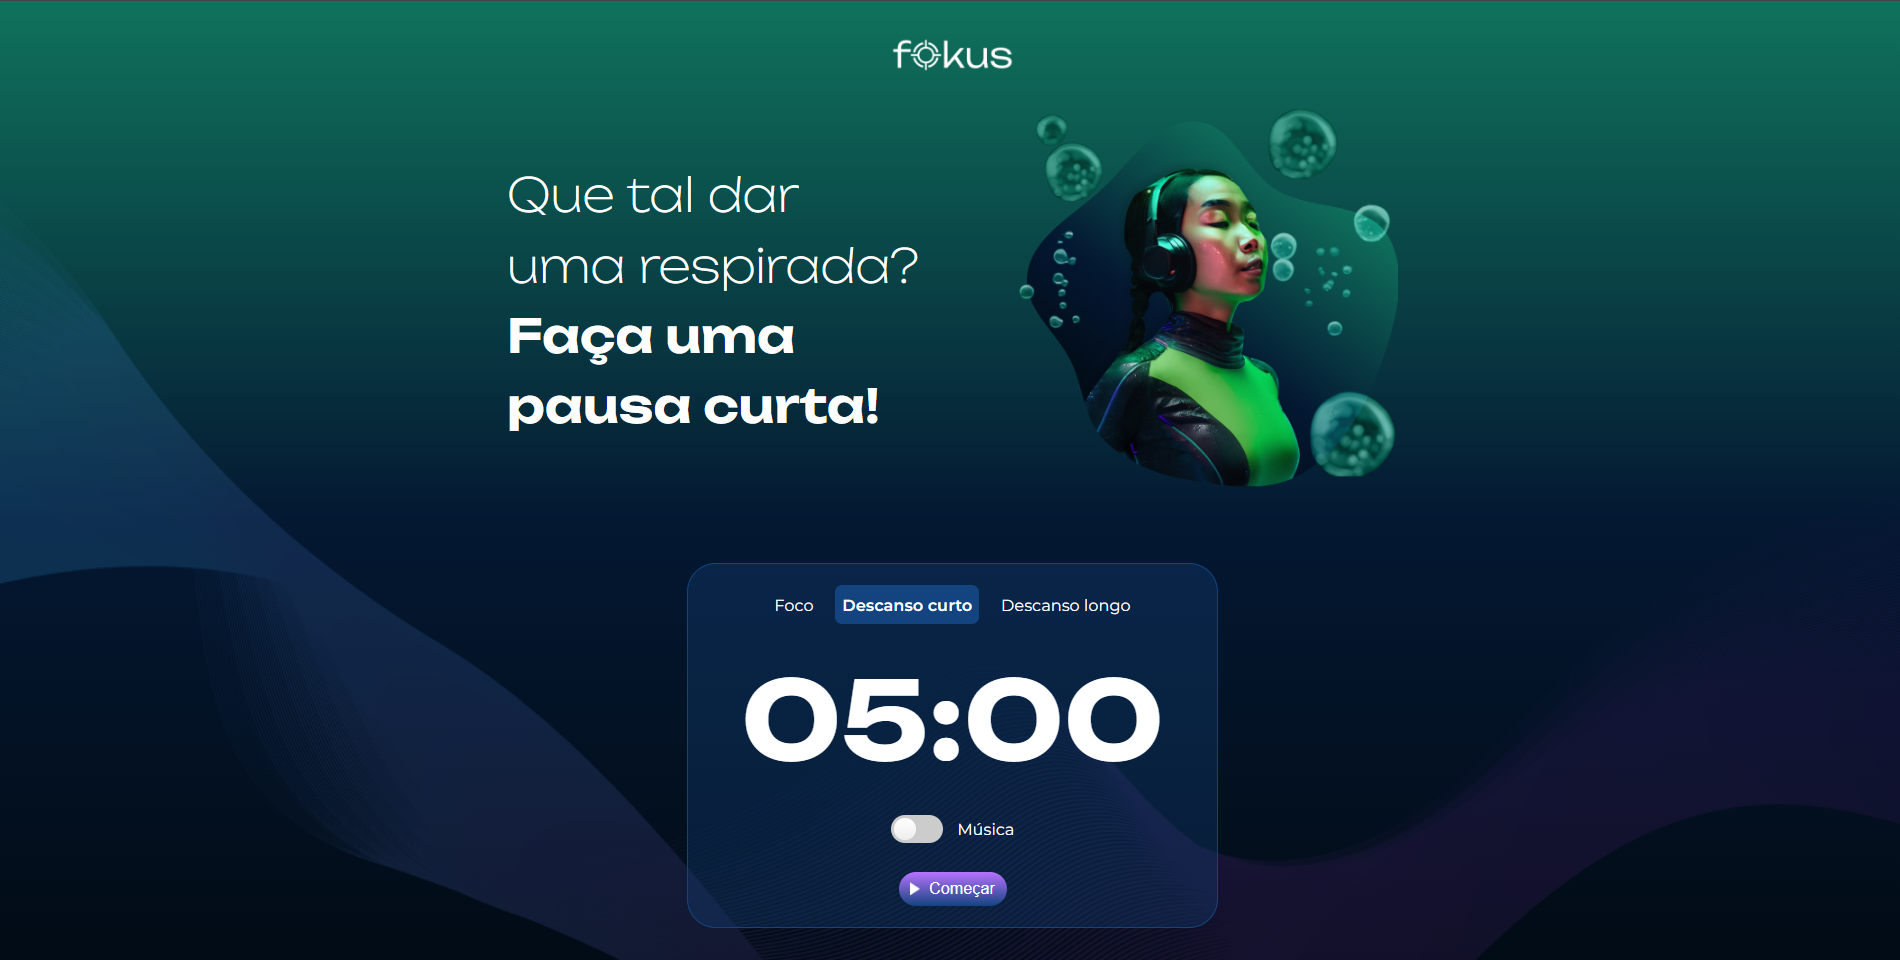 fokus
Que tal dar
uma respirada?
Faça uma
pausa curta!
Foco Descanso curto Descanso longo
05:00
Música
Começar